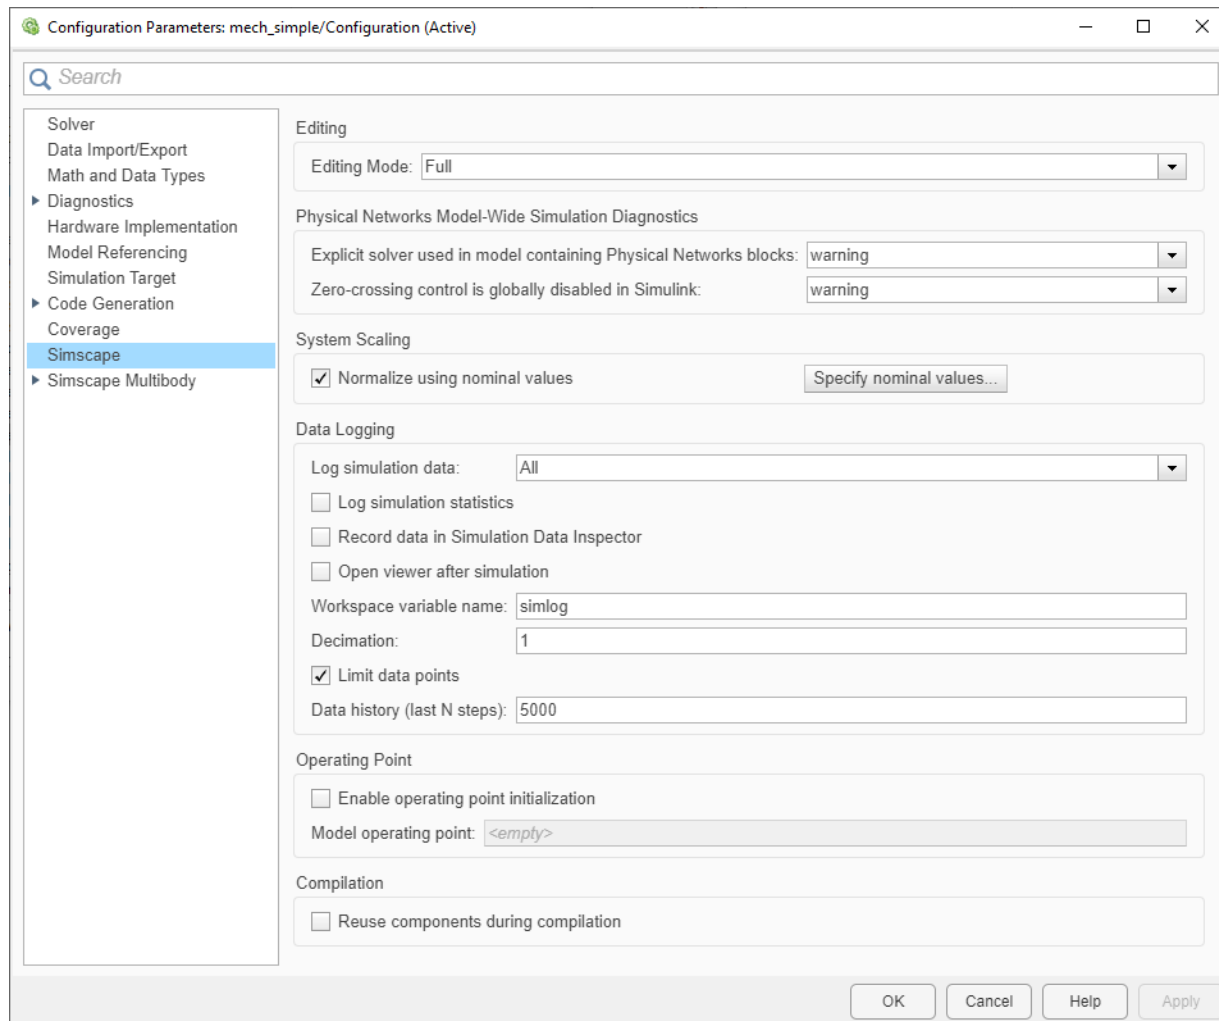 Configuration Parameters: mech_simple/Configuration (Active)
Search
Solver
Data Import/Export
Math and Data Types
Diagnostics
Hardware Implementation
Model Referencing
Simulation Target
Code Generation
Coverage
Simscape
Simscape Multibody
Editing
Editing Mode: Full
Physical Networks Model-Wide Simulation Diagnostics
Explicit solver used in model containing Physical Networks blocks: warning
Zero-crossing control is globally disabled in Simulink: warning
System Scaling
Normalize using nominal values Specify nominal values...
Data Logging
Log simulation data: All
Log simulation statistics
Record data in Simulation Data Inspector
Open viewer after simulation
Workspace variable name: simlog
Decimation: 1
Limit data points
Data history (last N steps): 5000
Operating Point
Enable operating point initialization
Model operating point: <empty>
Compilation
Reuse components during compilation
OK Cancel Help Apply